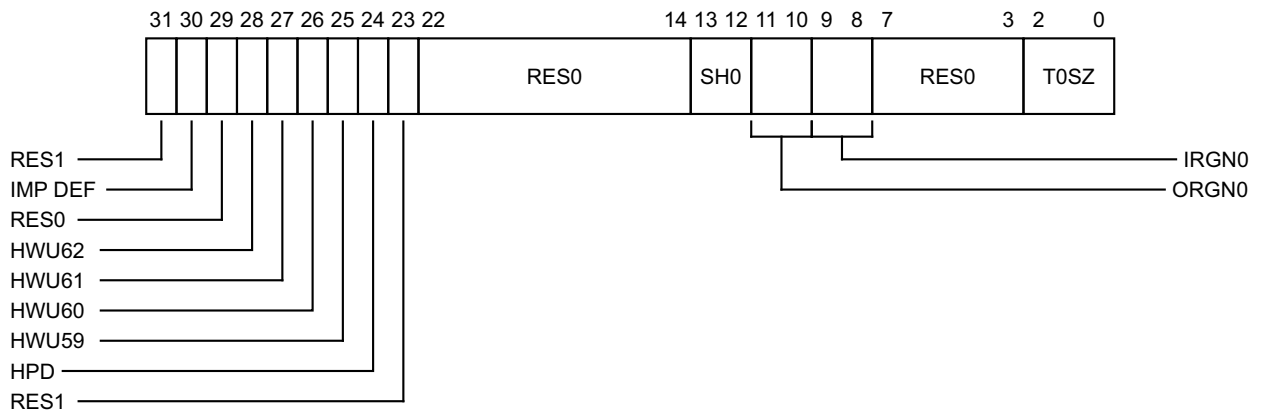 31 30 29 28 27 26 25 24 23 22 14 13 12 11 10 9 8 7 3 2 0
RES0 SH0 RES0 T0SZ
RES1 IRGN0
IMP DEF ORGN0
RES0
HWU62
HWU61
HWU60
HWU59
HPD
RES1